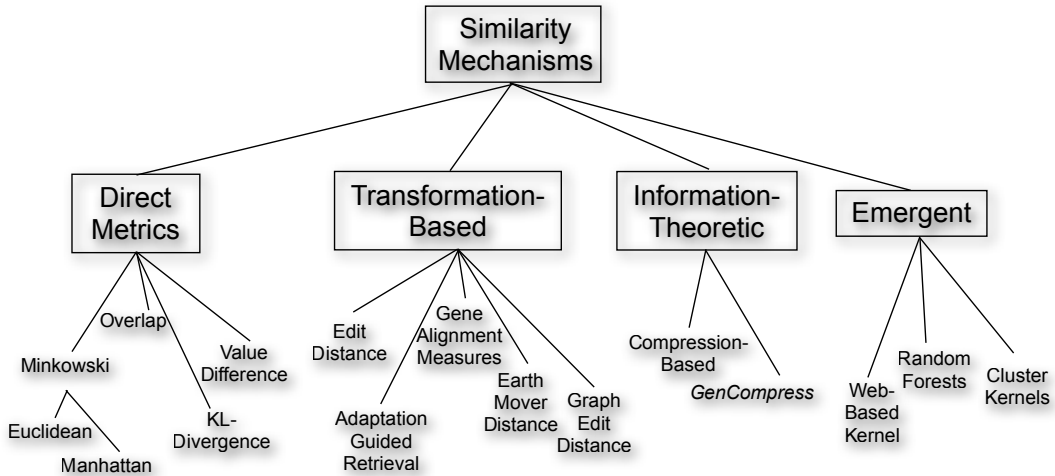 Similarity
Mechanisms
Direct
Metrics
Transformation-
Based
Information-
Theoretic
Emergent
Minkowski
Overlap
KL-
Divergence
Value
Difference
Euclidean
Manhattan
Edit
Distance
Adaptation
Guided
Retrieval
Gene
Alignment
Measures
Earth
Mover
Distance
Graph
Edit
Distance
Compression-
Based
GenCompress
Web-
Based
Kernel
Random
Forests
Cluster
Kernels